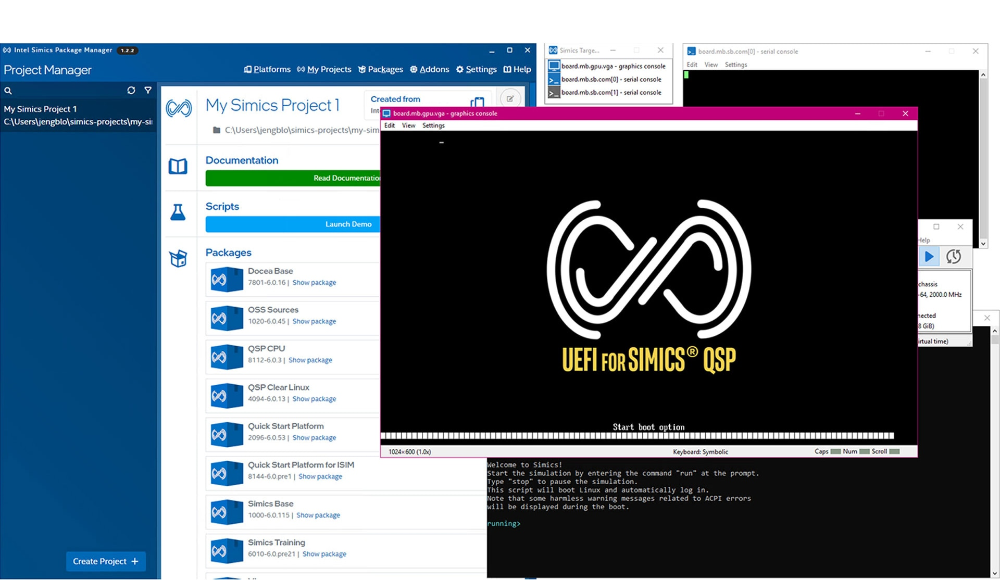 Intel Simics Package Manager 1.2.2
Project Manager
Platforms My Projects Packages Addons Settings Help
My Simics Project 1
C:\Users\jengblo\simics-projects\my-si
Create Project +
My Simics Project 1
Created from
C:\Users\jengblo\simics-projects\my-sim
Documentation
Read Documentatio
Scripts
Launch Demo
Packages
Docea Base
7801-6.0.16 | Show package
OSS Sources
1020-6.0.45 | Show package
QSP CPU
8112-6.0.3 | Show package
QSP Clear Linux
4094-6.0.13 | Show package
Quick Start Platform
2096-6.0.53 | Show package
Quick Start Platform for ISIM
8144-6.0.pre1 | Show package
Simics Base
1000-6.0.115 | Show package
Simics Training
6010-6.0.pre21 | Show package
Simics Targe...
board.mb.gpu.vga - graphics console
board.mb.sb.com[0] - serial console
board.mb.sb.com[1] - serial console
board.mb.sb.com[0] - serial console
Edit View Settings
board.mb.gpu.vga - graphics console
Edit View Settings
UEFI FOR SIMICS® QSP
Start boot option
1024×600 (1.0x) Keyboard: Symbolic Caps Num Scroll
Help
chassis
-64, 2000.0 MHz
nected
8 GiB)
irtual time)
Welcome to Simics!
Start the simulation by entering the command "run" at the prompt.
Type "stop" to pause the simulation.
This script will boot Linux and automatically log in.
Note that some harmless warning messages related to ACPI errors
will be displayed during the boot.
running>